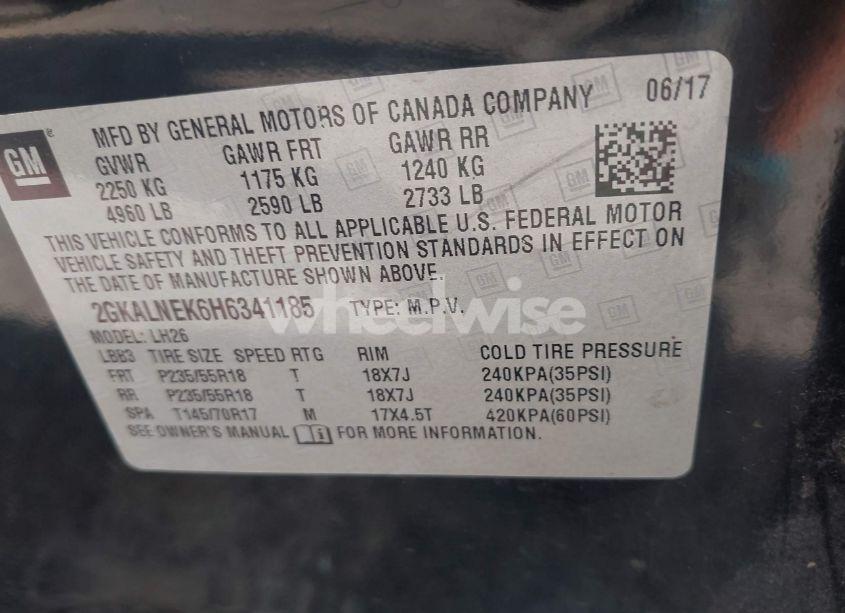 GM
MFD BY GENERAL MOTORS OF CANADA COMPANY 06/17
GVWR GAWR FRT GAWR RR
2250 KG 1175 KG 1240 KG
4960 LB 2590 LB 2733 LB
THIS VEHICLE CONFORMS TO ALL APPLICABLE U.S. FEDERAL MOTOR
VEHICLE SAFETY AND THEFT PREVENTION STANDARDS IN EFFECT ON
THE DATE OF MANUFACTURE SHOWN ABOVE.
2GKALNEK6H6341185 TYPE: M.P.V.
wheelwise
MODEL: LH26
LBB3 TIRE SIZE SPEED RTG RIM COLD TIRE PRESSURE
FRT P235/55R18 T 18X7J 240KPA(35PSI)
RR P235/55R18 T 18X7J 240KPA(35PSI)
SPA T145/70R17 M 17X4.5T 420KPA(60PSI)
SEE OWNER'S MANUAL FOR MORE INFORMATION.